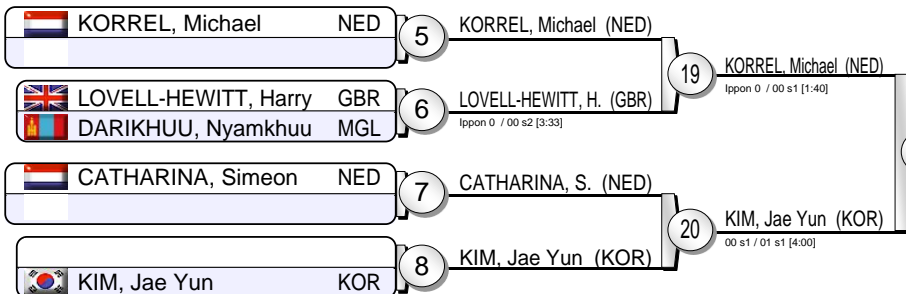 KORREL, Michael NED
5
KORREL, Michael (NED)
19
KORREL, Michael (NED)
Ippon 0 / 00 s1 [1:40]
LOVELL-HEWITT, Harry GBR
DARIKHUU, Nyamkhuu MGL
6
LOVELL-HEWITT, H. (GBR)
Ippon 0 / 00 s2 [3:33]
CATHARINA, Simeon NED
7
CATHARINA, S. (NED)
20
KIM, Jae Yun (KOR)
00 s1 / 01 s1 [4:00]
KIM, Jae Yun KOR
8
KIM, Jae Yun (KOR)